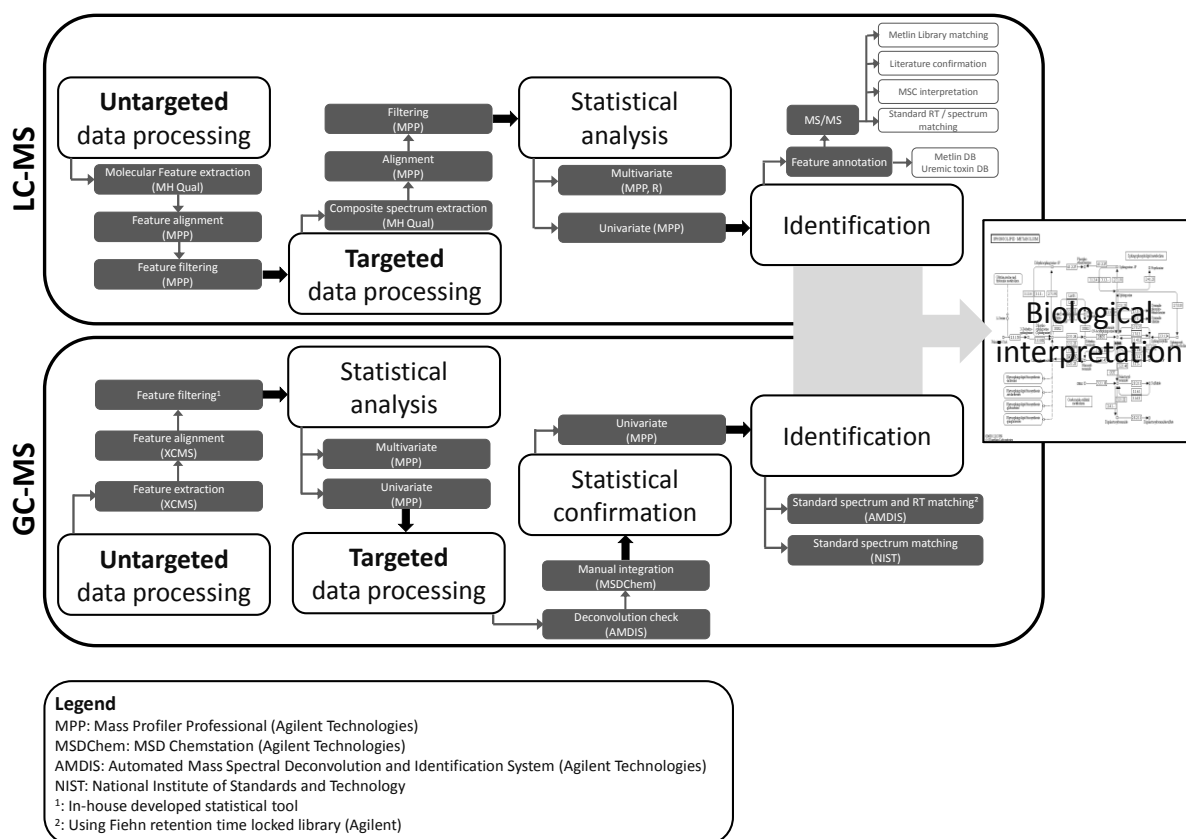 LC-MS
Untargeted
data processing
Molecular Feature extraction
(MH Qual)
Feature alignment
(MPP)
Feature filtering
(MPP)
Filtering
(MPP)
Alignment
(MPP)
Composite spectrum extraction
(MH Qual)
Targeted
data processing
Statistical
analysis
Multivariate
(MPP, R)
Univariate (MPP)
Metlin Library matching
Literature confirmation
MSC interpretation
Standard RT / spectrum
matching
MS/MS
Feature annotation
Metlin DB
Uremic toxin DB
Identification
Biological
interpretation
GC-MS
Feature filtering¹
Feature alignment
(XCMS)
Feature extraction
(XCMS)
Untargeted
data processing
Statistical
analysis
Multivariate
(MPP)
Univariate
(MPP)
Targeted
data processing
Univariate
(MPP)
Statistical
confirmation
Manual integration
(MSDChem)
Deconvolution check
(AMDIS)
Identification
Standard spectrum and RT matching²
(AMDIS)
Standard spectrum matching
(NIST)
Legend
MPP: Mass Profiler Professional (Agilent Technologies)
MSDChem: MSD Chemstation (Agilent Technologies)
AMDIS: Automated Mass Spectral Deconvolution and Identification System (Agilent Technologies)
NIST: National Institute of Standards and Technology
¹: In-house developed statistical tool
²: Using Fiehn retention time locked library (Agilent)